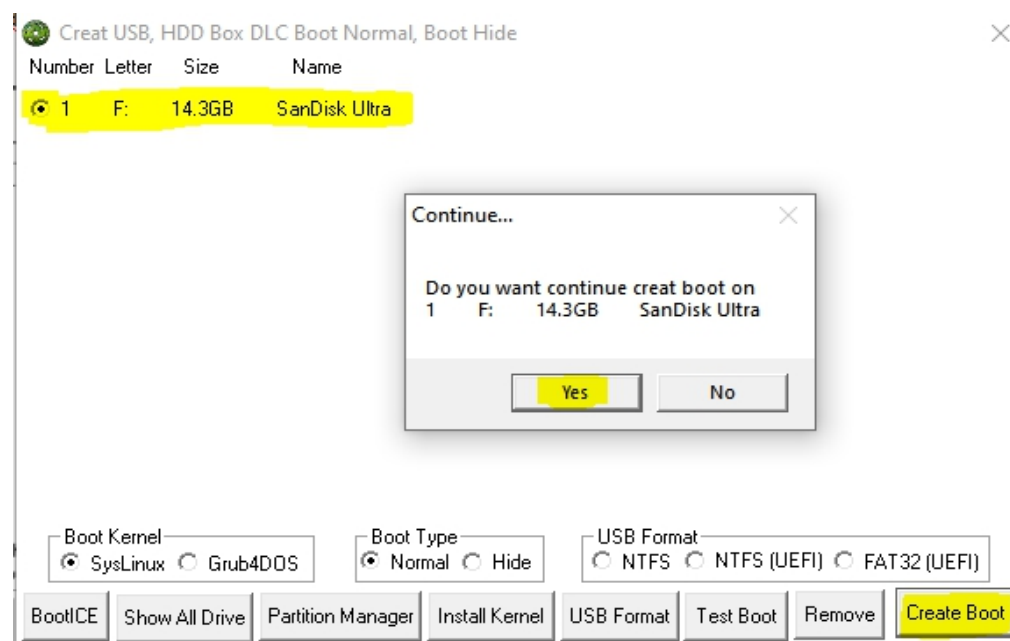 Creat USB, HDD Box DLC Boot Normal, Boot Hide
Number Letter Size Name
1 F: 14.3GB SanDisk Ultra
Continue...
Do you want continue creat boot on
1 F: 14.3GB SanDisk Ultra
Yes No
Boot Kernel Boot Type USB Format
SysLinux Grub4DOS Normal Hide NTFS NTFS (UEFI) FAT32 (UEFI)
BootICE Show All Drive Partition Manager Install Kernel USB Format Test Boot Remove Create Boot